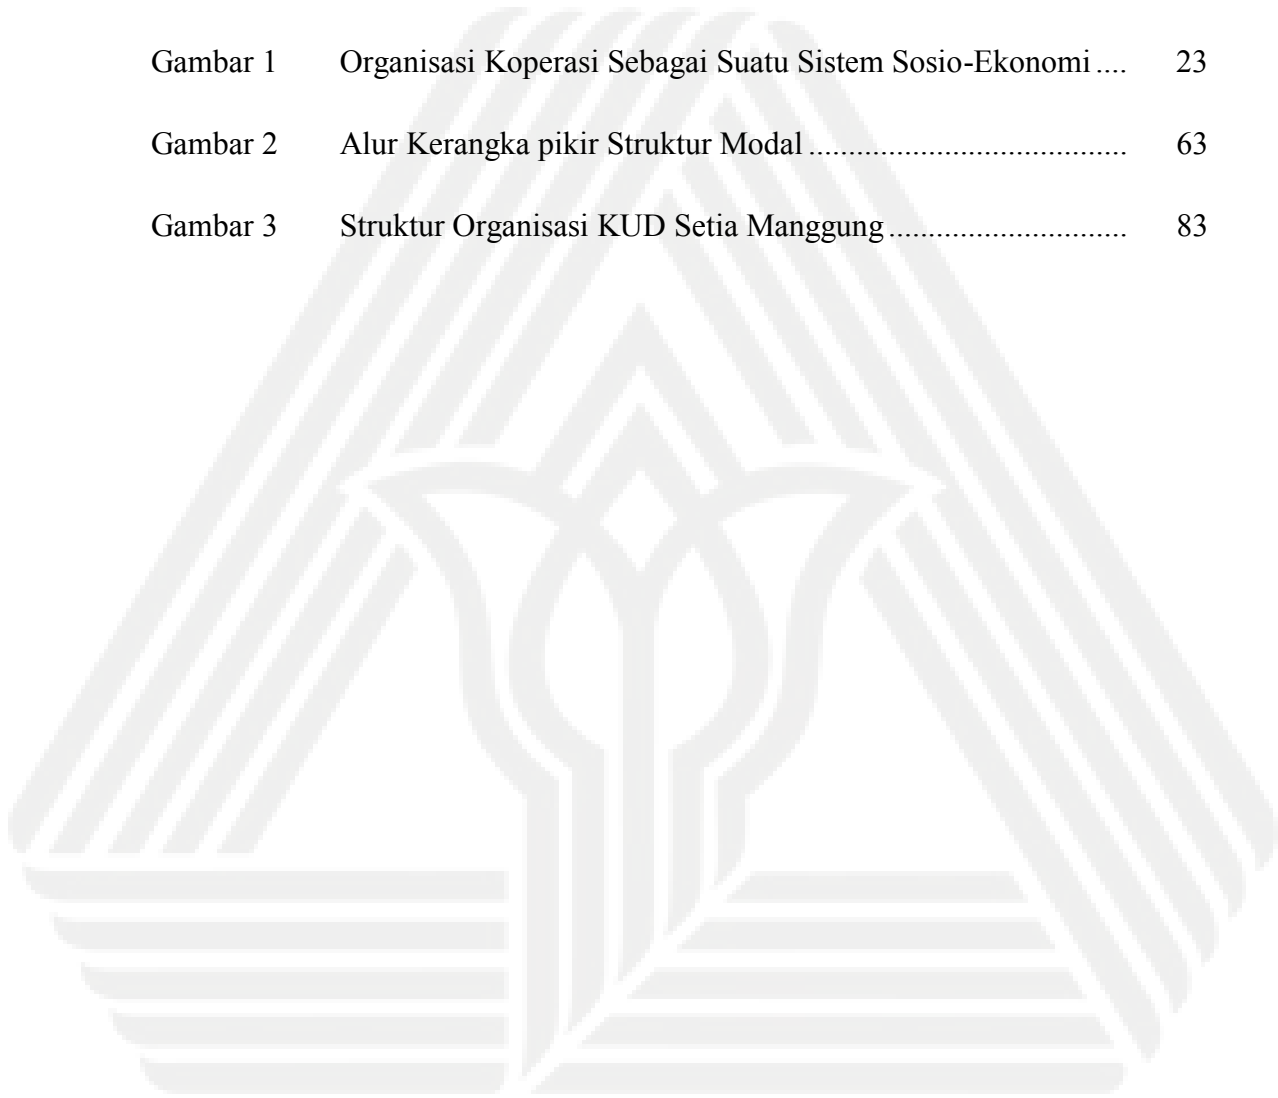 Gambar 1 Organisasi Koperasi Sebagai Suatu Sistem Sosio-Ekonomi .... 23
Gambar 2 Alur Kerangka pikir Struktur Modal ........................................ 63
Gambar 3 Struktur Organisasi KUD Setia Manggung .............................. 83